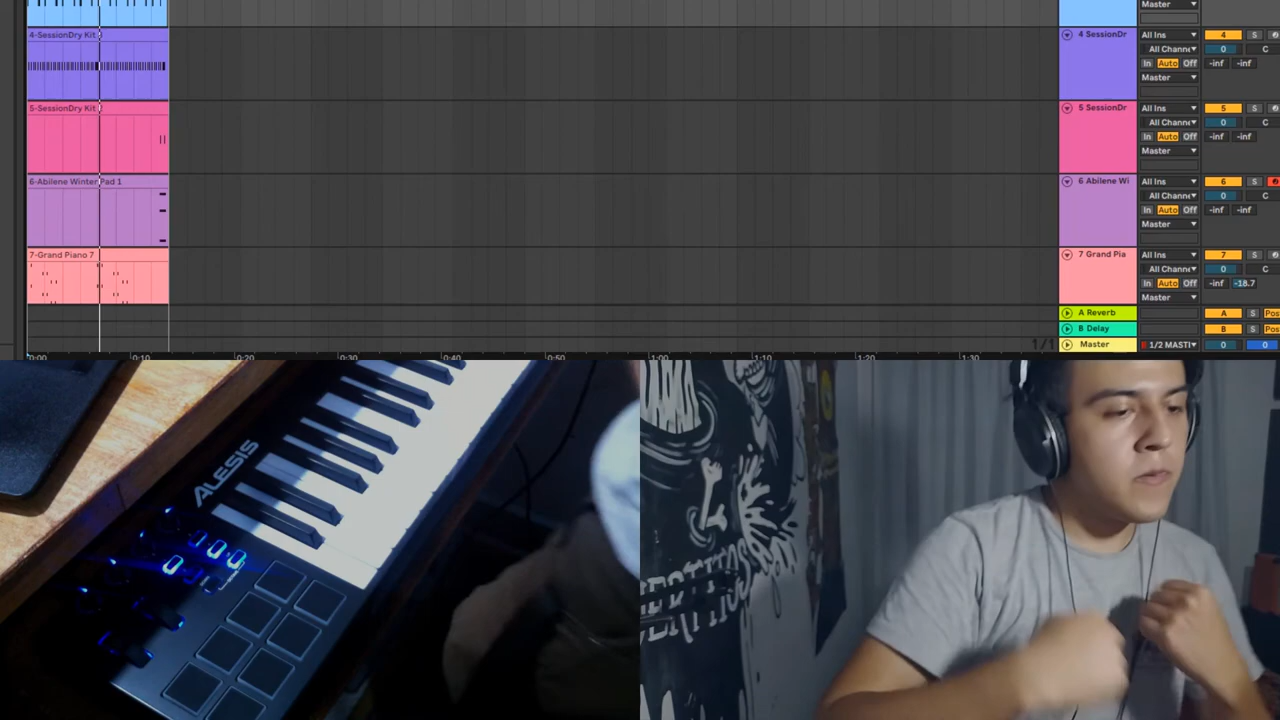 Master
4-SessionDry Kit
4 SessionDr
All Ins
4
S
All Channe
0
C
In Auto Off
-inf -inf
Master
5-SessionDry Kit
5 SessionDr
All Ins
5
S
All Channe
0
C
In Auto Off
-inf -inf
Master
6-Abilene Winter Pad 1
6 Abilene Wi
All Ins
6
S
All Channe
0
C
In Auto Off
-inf -inf
Master
7-Grand Piano 7
7 Grand Pia
All Ins
7
S
All Channe
0
C
In Auto Off
-inf -18.7
Master
A Reverb
A
S
Pos
B Delay
B
S
Pos
1/1
Master
1/2 MASTI
0
0
0:00 0:10 0:20 0:30 0:40 0:50 1:00 1:10 1:20 1:30
ALESIS